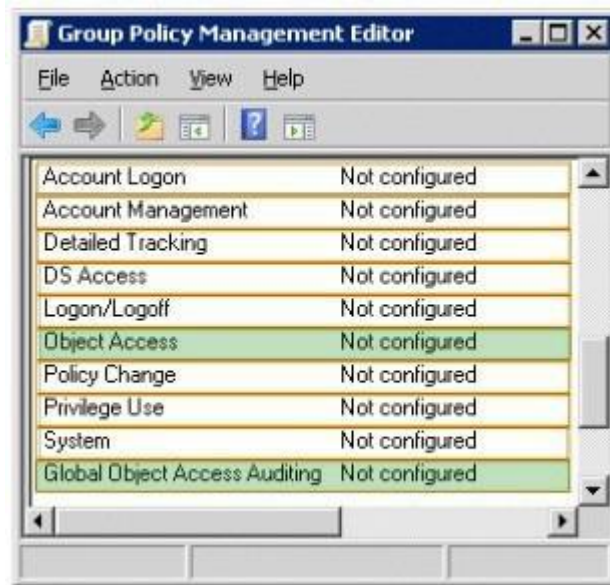 Group Policy Management Editor
File Action View Help
Account Logon Not configured
Account Management Not configured
Detailed Tracking Not configured
DS Access Not configured
Logon/Logoff Not configured
Object Access Not configured
Policy Change Not configured
Privilege Use Not configured
System Not configured
Global Object Access Auditing Not configured